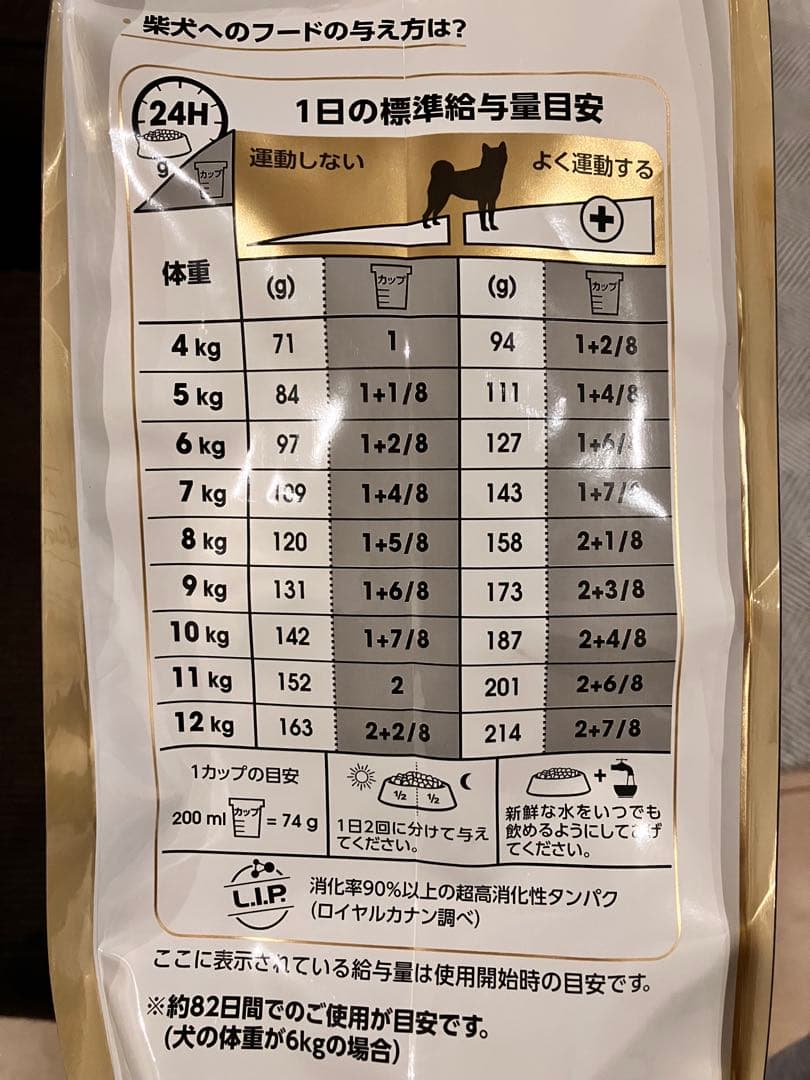 柴犬へのフードの与え方は?
24H
1日の標準給与量目安
g カップ
運動しない よく運動する
体重 (g) カップ (g) カップ
4 kg 71 1 94 1+2/8
5 kg 84 1+1/8 111 1+4/8
6 kg 97 1+2/8 127 1+6/
7 kg 109 1+4/8 143 1+7/
8 kg 120 1+5/8 158 2+1/8
9 kg 131 1+6/8 173 2+3/8
10 kg 142 1+7/8 187 2+4/8
11 kg 152 2 201 2+6/8
12 kg 163 2+2/8 214 2+7/8
1カップの目安
200 ml カップ = 74 g
1/2 1/2
1日2回に分けて与え
てください。
+
新鮮な水をいつでも
飲めるようにしてあげ
てください。
L.I.P.
消化率90%以上の超高消化性タンパク
(ロイヤルカナン調べ)
ここに表示されている給与量は使用開始時の目安です。
※約82日間でのご使用が目安です。
(犬の体重が6kgの場合)